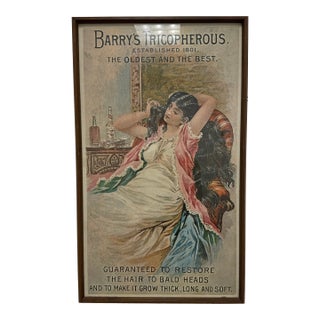 BARRY'S TRICOPHEROUS.
ESTABLISHED 1801.
THE OLDEST AND THE BEST.
GUARANTEED TO RESTORE
THE HAIR TO BALD HEADS
AND TO MAKE IT GROW THICK, LONG AND SOFT.